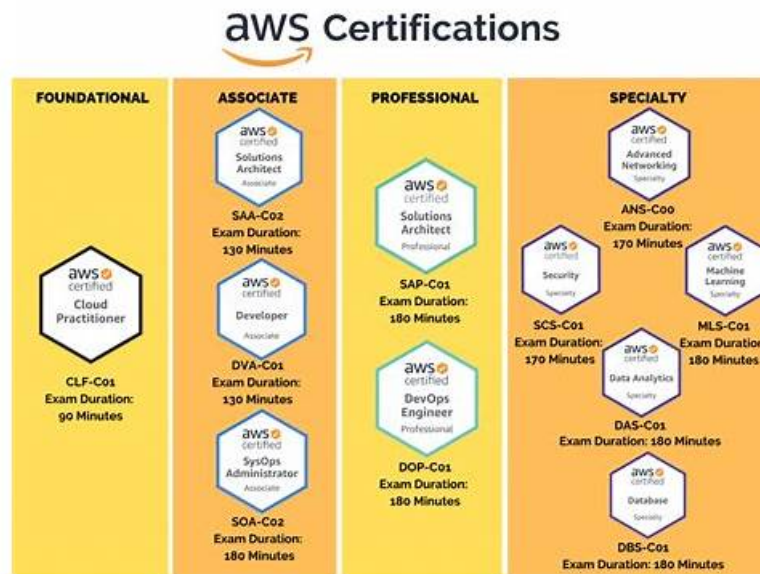 aws Certifications
FOUNDATIONAL
aws
certified
Cloud
Practitioner
CLF-C01
Exam Duration:
90 Minutes
ASSOCIATE
aws
certified
Solutions
Architect
Associate
SAA-C02
Exam Duration:
130 Minutes
aws
certified
Developer
Associate
DVA-C01
Exam Duration:
130 Minutes
aws
certified
SysOps
Administrator
Associate
SOA-C02
Exam Duration:
180 Minutes
PROFESSIONAL
aws
certified
Solutions
Architect
Professional
SAP-C01
Exam Duration:
180 Minutes
aws
certified
DevOps
Engineer
Professional
DOP-C01
Exam Duration:
180 Minutes
SPECIALTY
aws
certified
Advanced
Networking
Specialty
ANS-C00
Exam Duration:
170 Minutes
aws
certified
Security
Specialty
SCS-C01
Exam Duration:
170 Minutes
aws
certified
Machine
Learning
Specialty
MLS-C01
Exam Duration
180 Minutes
aws
certified
Data Analytics
Specialty
DAS-C01
Exam Duration: 180 Minutes
aws
certified
Database
Specialty
DBS-C01
Exam Duration: 180 Minutes